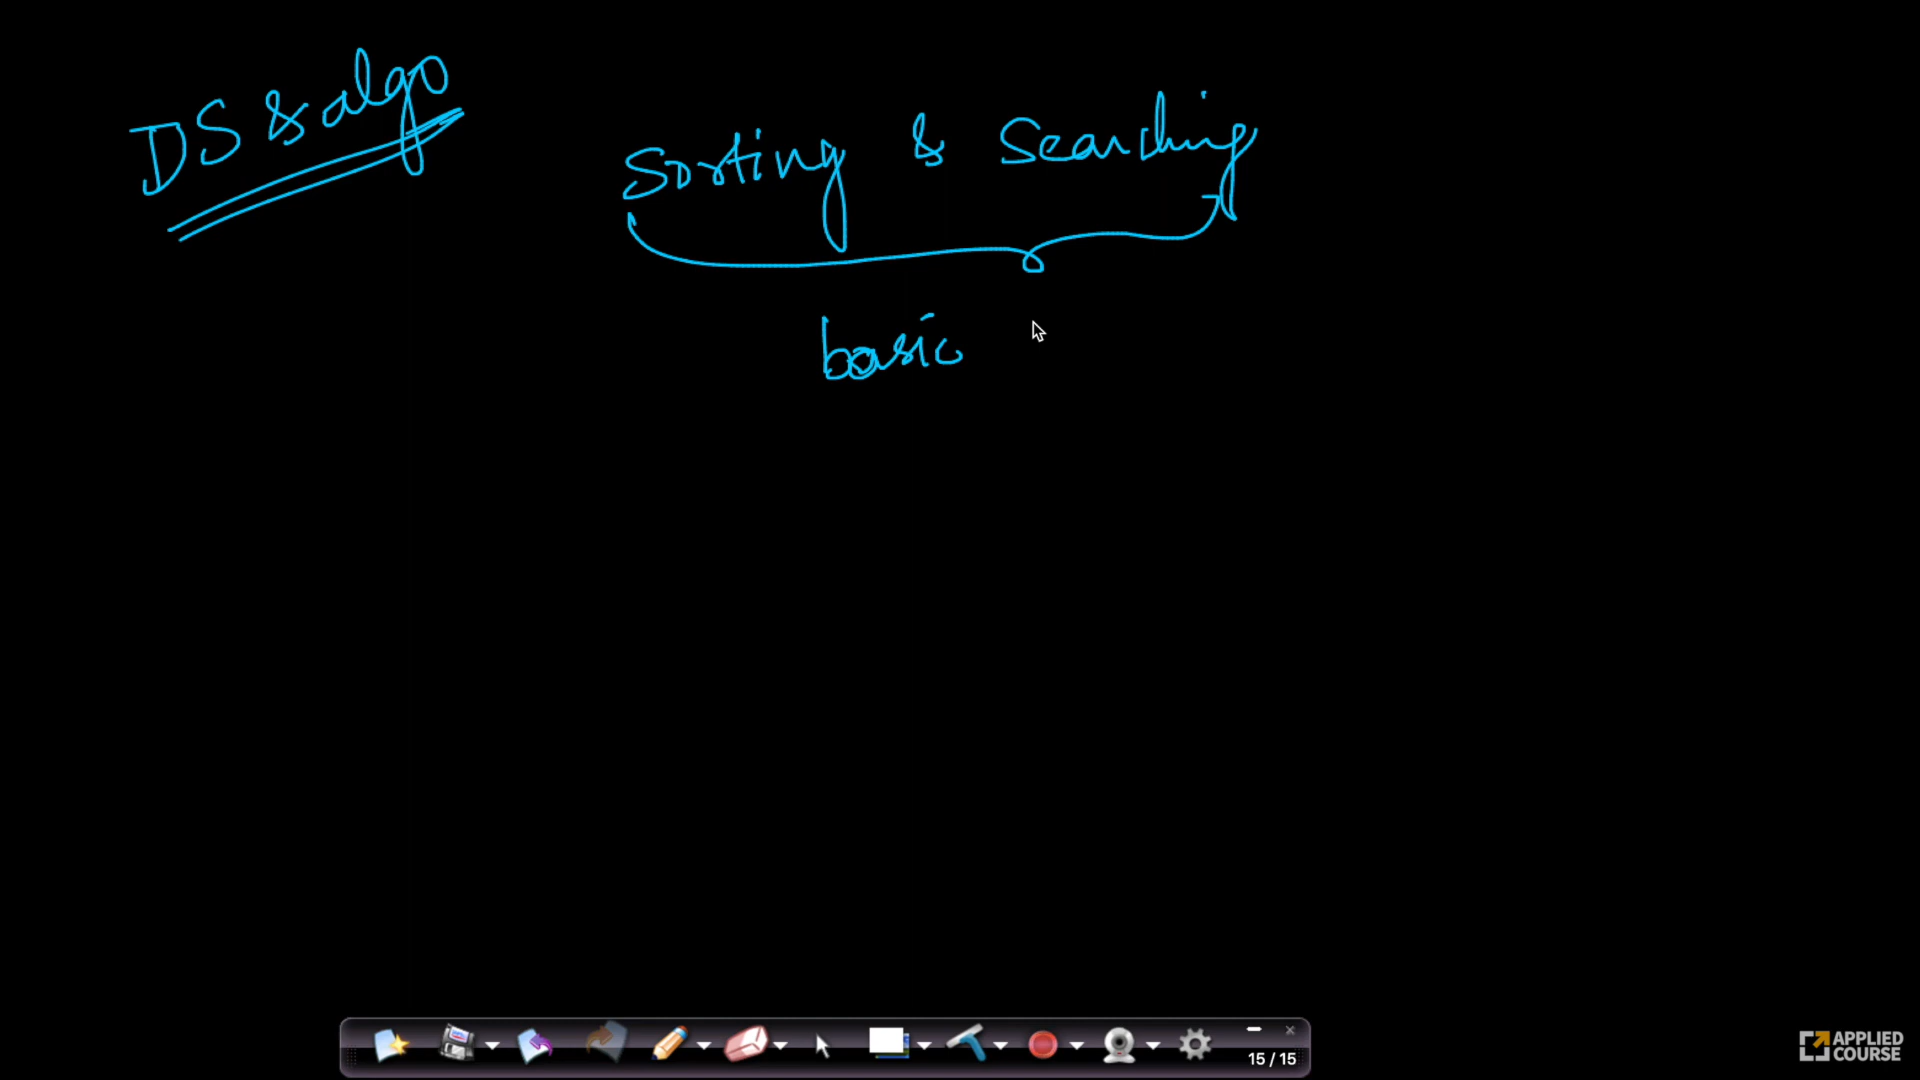 DS & algo
Sorting & Searching
basic
15 / 15
APPLIED
COURSE